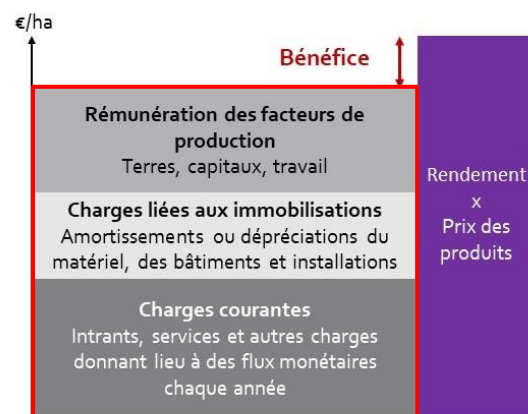 €/ha
Bénéfice
Rémunération des facteurs de
production
Terres, capitaux, travail
Charges liées aux immobilisations
Amortissements ou dépréciations du
matériel, des bâtiments et installations
Charges courantes
Intrants, services et autres charges
donnant lieu à des flux monétaires
chaque année
Rendement
x
Prix des
produits